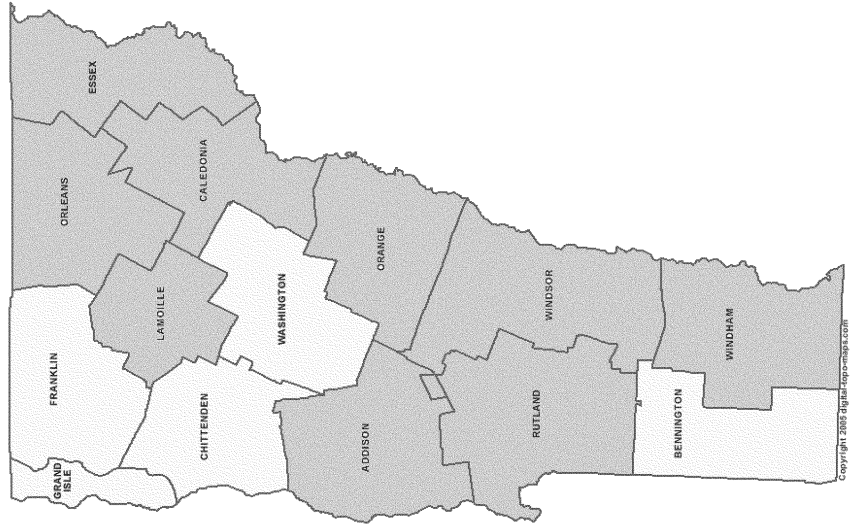 ESSEX
ORLEANS
CALEDONIA
FRANKLIN
LAMOILLE
GRAND
ISLE
CHITTENDEN
WASHINGTON
ORANGE
ADDISON
WINDSOR
RUTLAND
BENNINGTON
WINDHAM
Copyright 2005 digital-topo-maps.com